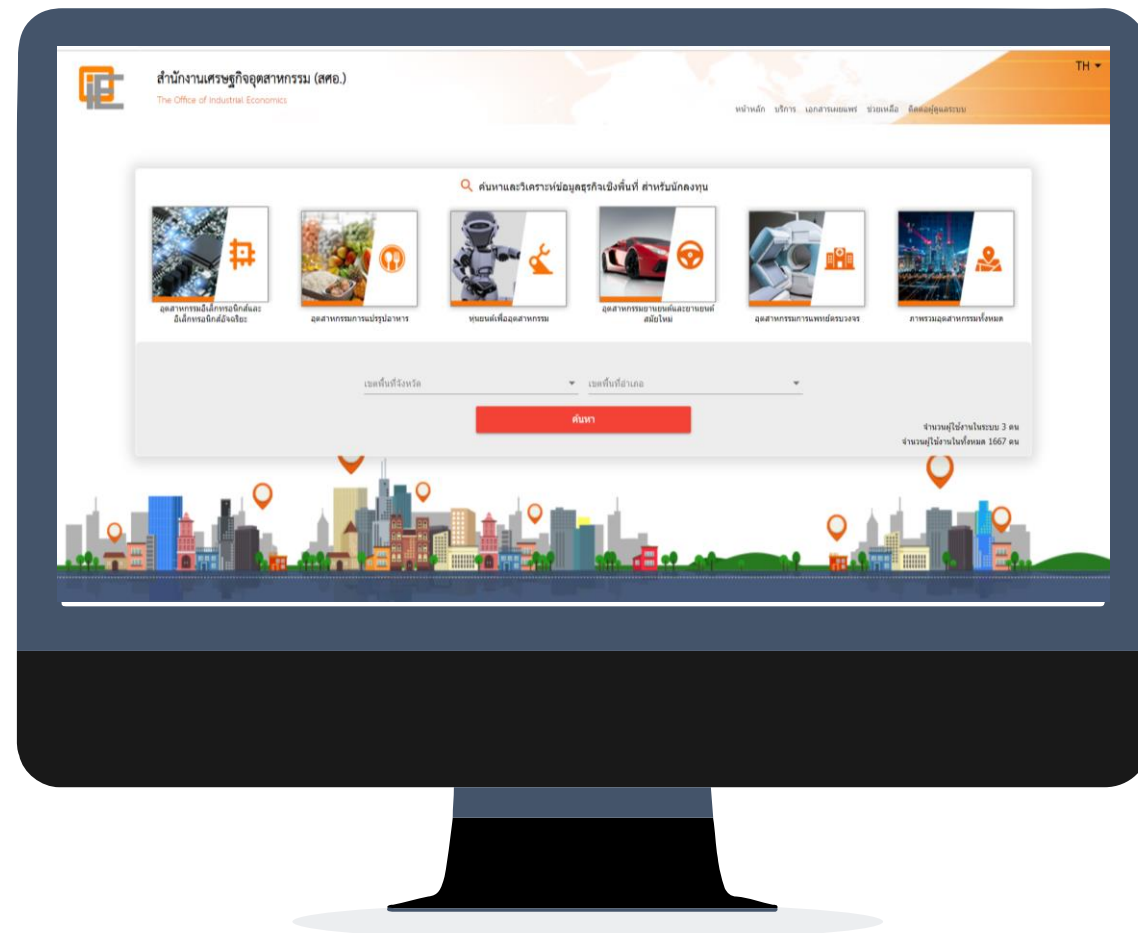 สำนักงานเศรษฐกิจอุตสาหกรรม (สศอ.)
The Office of Industrial Economics
TH
หน้าหลัก บริการ เอกสารเผยแพร่ ช่วยเหลือ ติดต่อผู้ดูแลระบบ
ค้นหาและวิเคราะห์ข้อมูลธุรกิจเชิงพื้นที่ สำหรับนักลงทุน
อุตสาหกรรมอิเล็กทรอนิกส์และ
อิเล็กทรอนิกส์อัจฉริยะ
อุตสาหกรรมการแปรรูปอาหาร
หุ่นยนต์เพื่ออุตสาหกรรม
อุตสาหกรรมยานยนต์และยานยนต์
สมัยใหม่
อุตสาหกรรมการแพทย์ครบวงจร
ภาพรวมอุตสาหกรรมทั้งหมด
เขตพื้นที่จังหวัด
เขตพื้นที่อำเภอ
ค้นหา
จำนวนผู้ใช้งานในระบบ 3 คน
จำนวนผู้ใช้งานในทั้งหมด 1667 คน